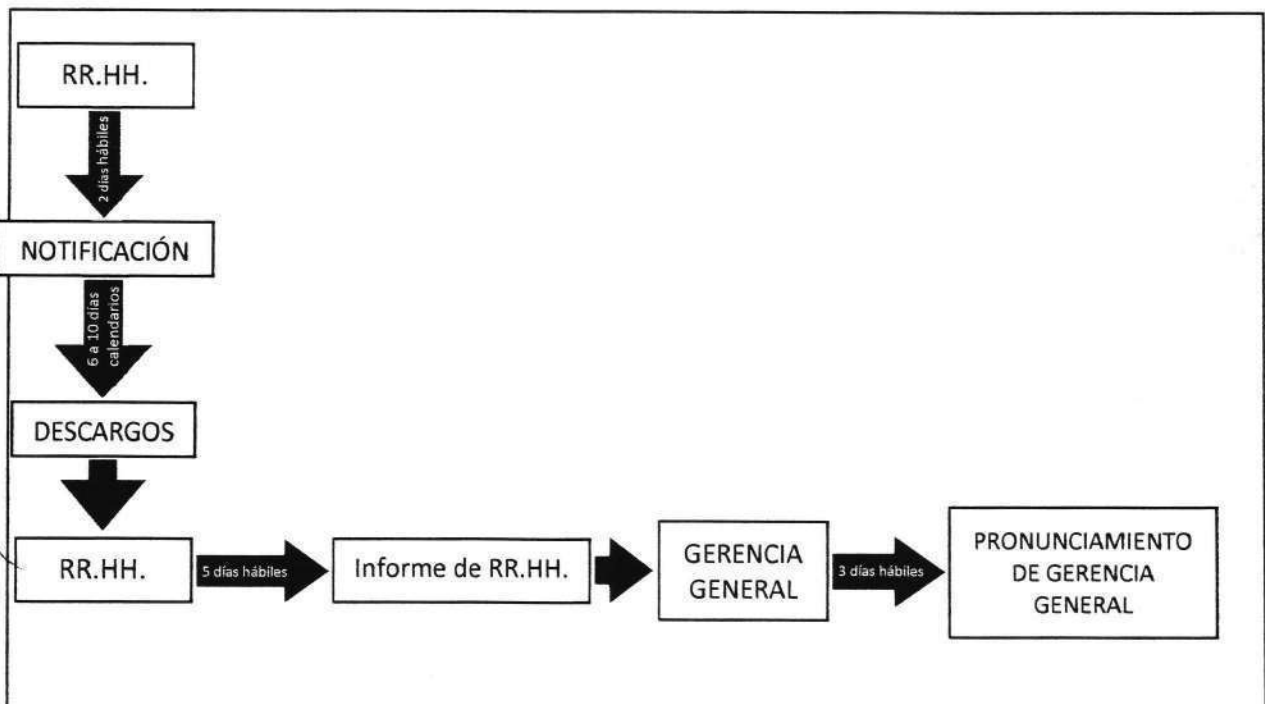 RR.HH.
2 días hábiles
NOTIFICACIÓN
6 a 10 días
calendarios
DESCARGOS
RR.HH.
5 días hábiles
Informe de RR.HH.
GERENCIA
GENERAL
3 días hábiles
PRONUNCIAMIENTO
DE GERENCIA
GENERAL